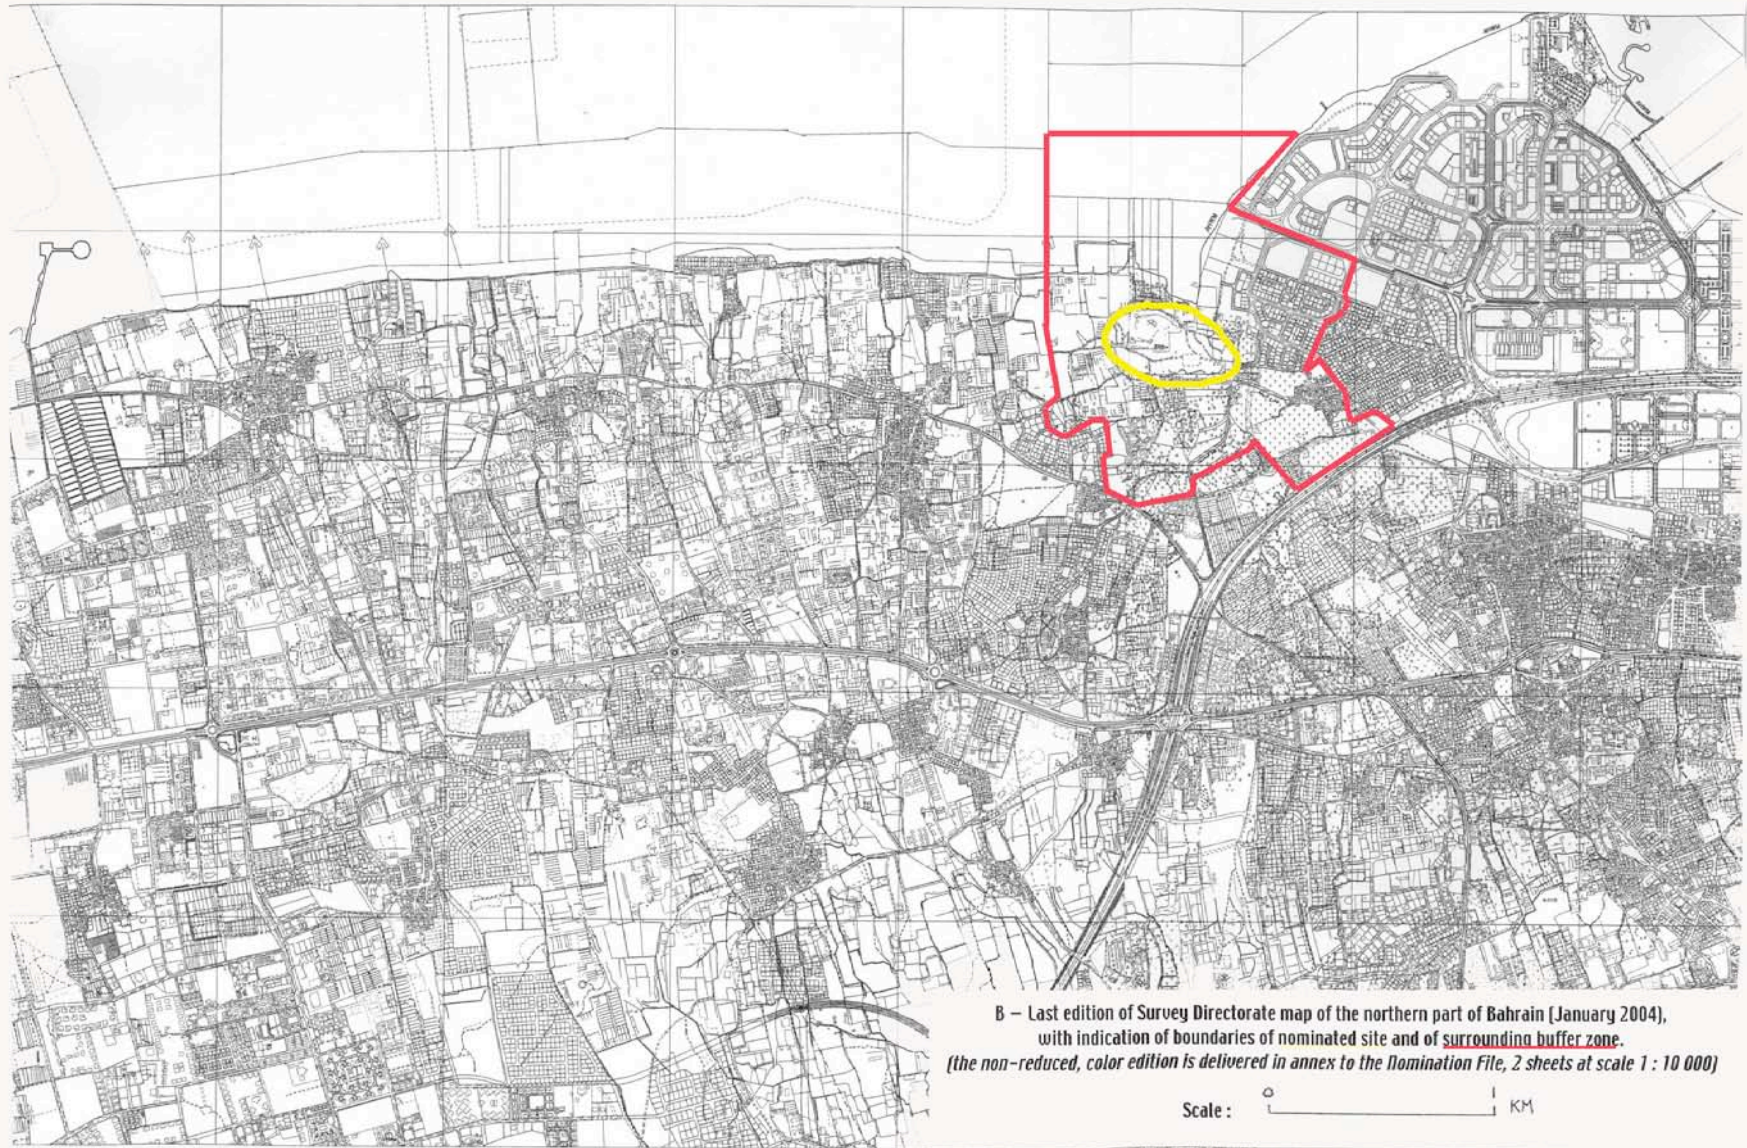 B – Last edition of Survey Directorate map of the northern part of Bahrain (January 2004),
with indication of boundaries of nominated site and of surrounding buffer zone.
(the non-reduced, color edition is delivered in annex to the Nomination File, 2 sheets at scale 1 : 10 000)
Scale : 0 1 KM